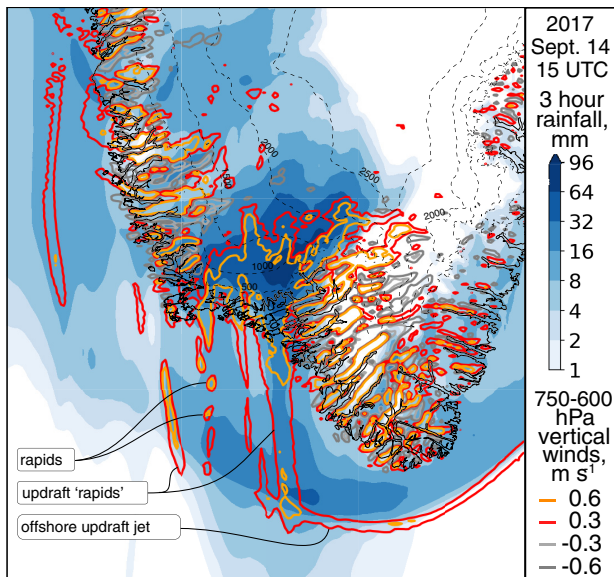 2017
Sept. 14
15 UTC
3 hour
rainfall,
mm
96
64
32
16
8
4
2
1
750-600
hPa
vertical
winds,
m s¹
0.6
0.3
-0.3
-0.6
2500
2000
1000
500
rapids
updraft 'rapids'
offshore updraft jet